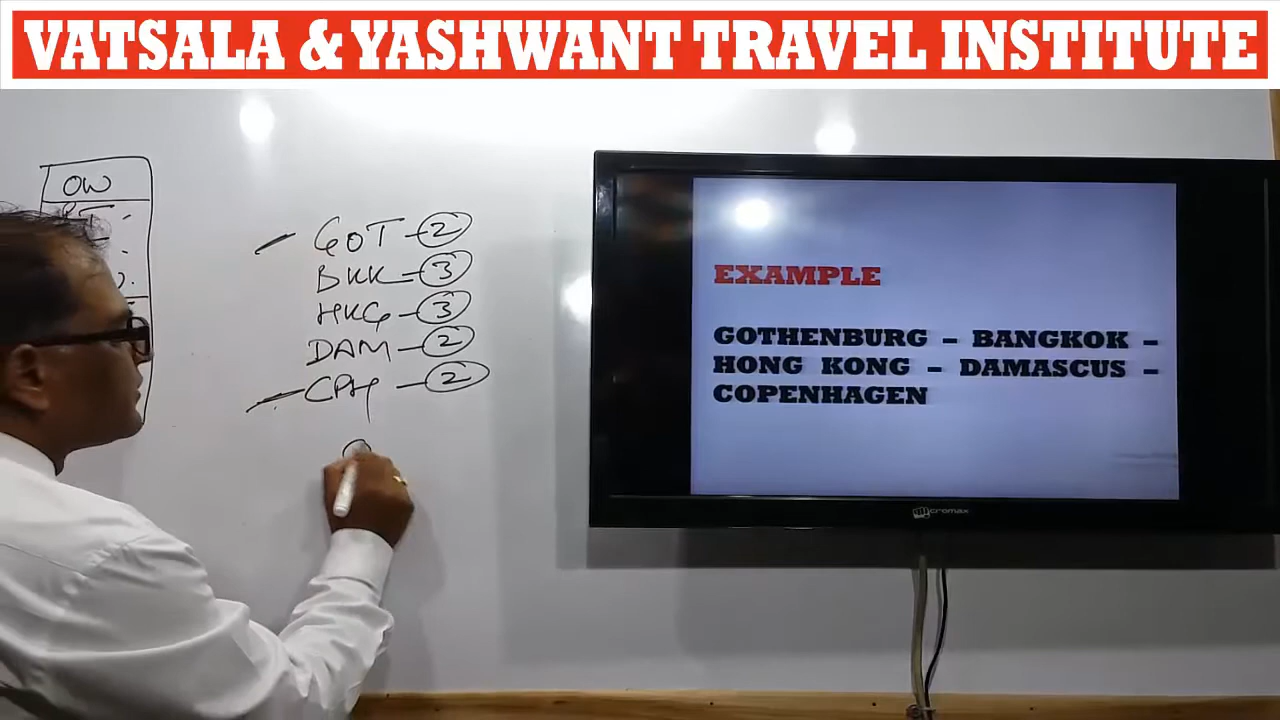 VATSALA & YASHWANT TRAVEL INSTITUTE
OW
GOT - 2
BKK - 3
HKG - 3
DAM - 2
CPH - 2
EXAMPLE
GOTHENBURG – BANGKOK –
HONG KONG – DAMASCUS –
COPENHAGEN
cromax